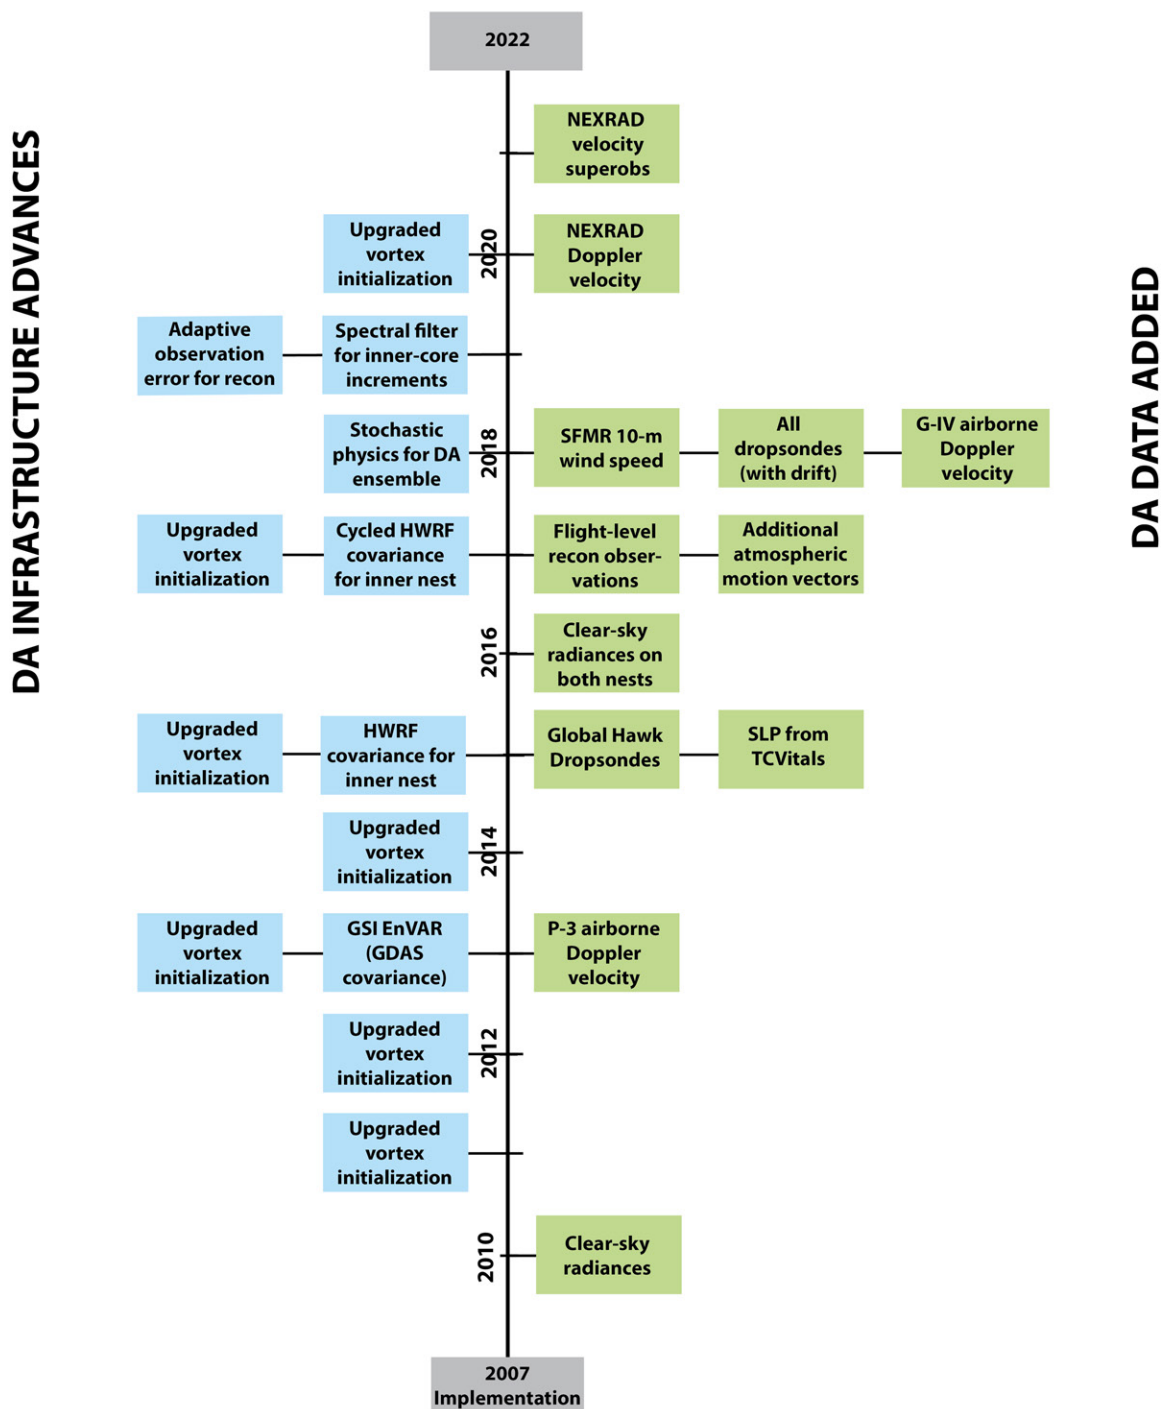 2022
DA INFRASTRUCTURE ADVANCES
DA DATA ADDED
NEXRAD
velocity
superobs
Upgraded
vortex
initialization
2020
NEXRAD
Doppler
velocity
Adaptive
observation
error for recon
Spectral filter
for inner-core
increments
Stochastic
physics for DA
ensemble
2018
SFMR 10-m
wind speed
All
dropsondes
(with drift)
G-IV airborne
Doppler
velocity
Upgraded
vortex
initialization
Cycled HWRF
covariance
for inner nest
Flight-level
recon obser-
vations
Additional
atmospheric
motion vectors
2016
Clear-sky
radiances on
both nests
Upgraded
vortex
initialization
HWRF
covariance for
inner nest
Global Hawk
Dropsondes
SLP from
TCVitals
Upgraded
vortex
initialization
2014
Upgraded
vortex
initialization
GSI EnVAR
(GDAS
covariance)
P-3 airborne
Doppler
velocity
Upgraded
vortex
initialization
2012
Upgraded
vortex
initialization
2010
Clear-sky
radiances
2007
Implementation